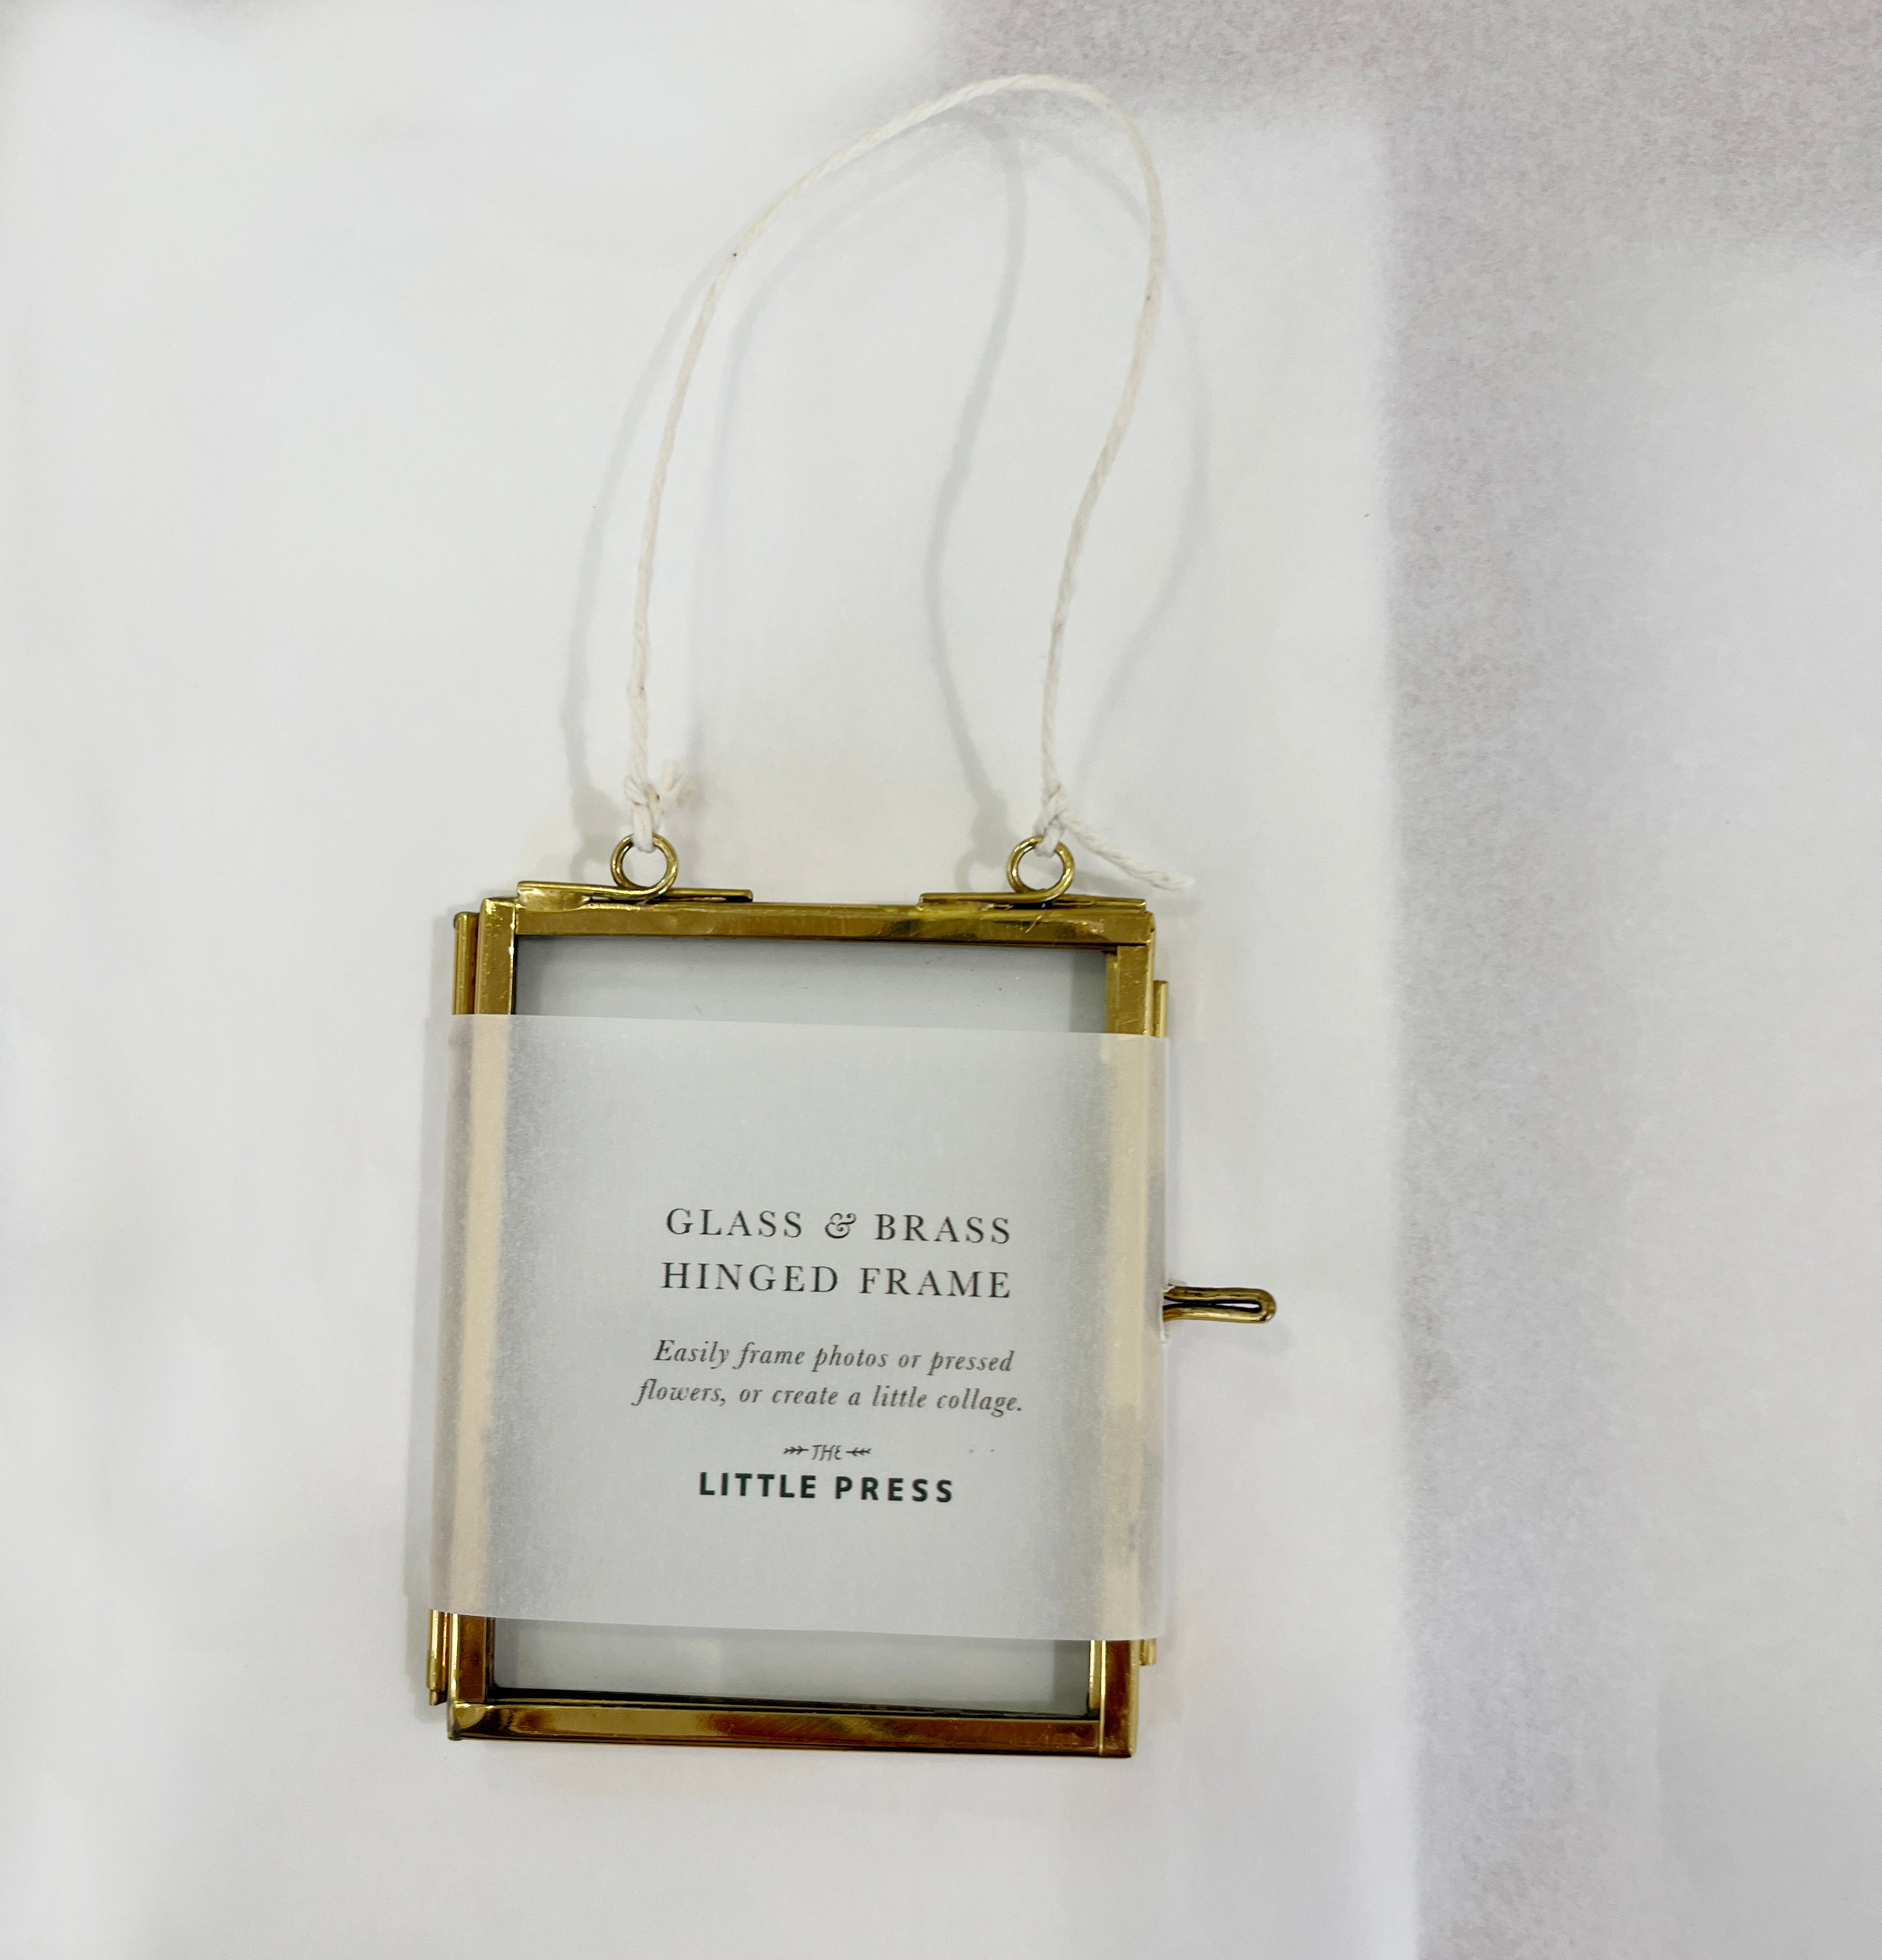 GLASS & BRASS
HINGED FRAME
Easily frame photos or pressed
flowers, or create a little collage.
THE
LITTLE PRESS